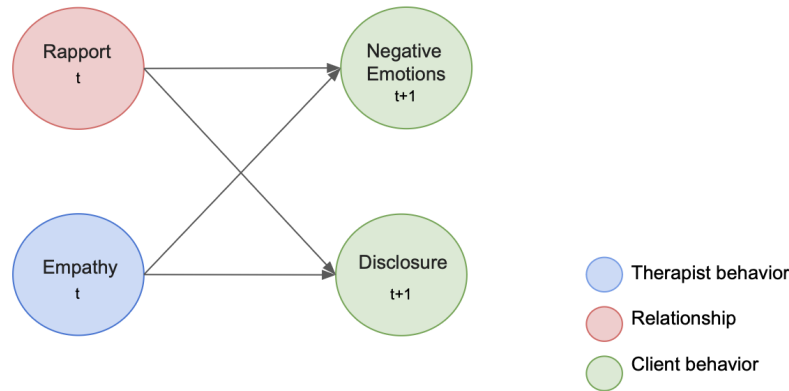 Rapport
t
Negative
Emotions
t+1
Empathy
t
Disclosure
t+1
Therapist behavior
Relationship
Client behavior